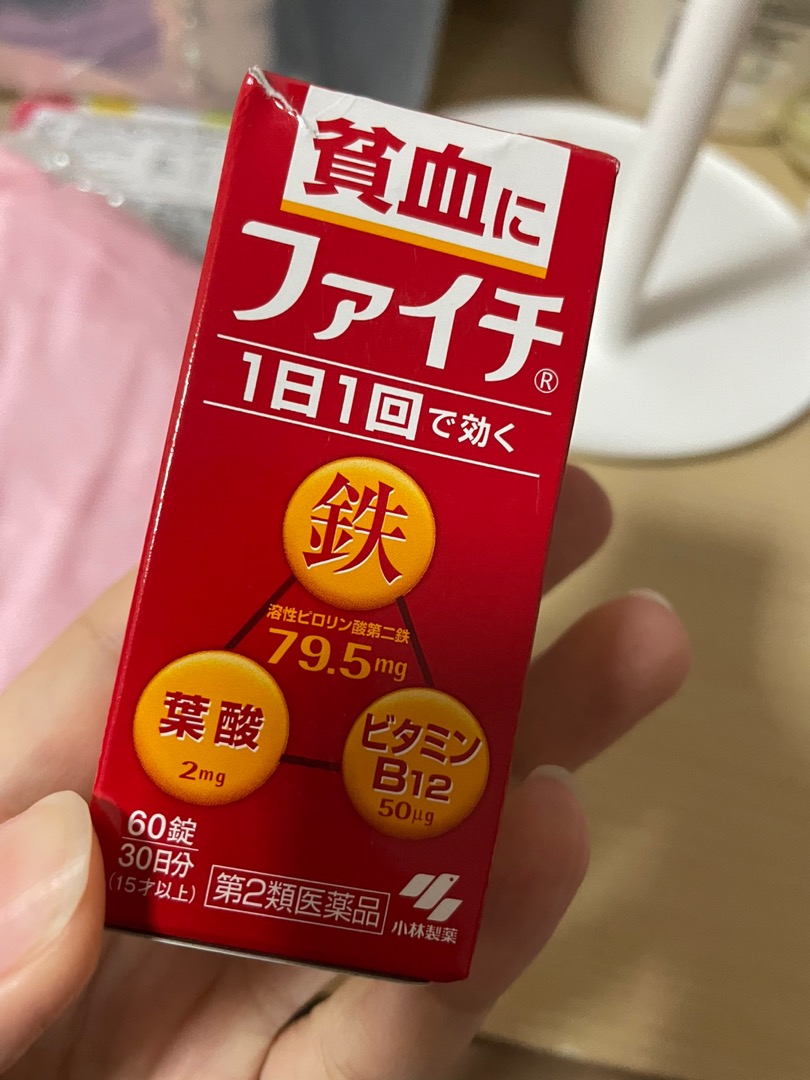 貧血に
ファイチ®
1日1回で効く
鉄
溶性ピロリン酸第二鉄
79.5mg
葉酸
2mg
ビタミン
B12
50μg
60錠
30日分
(15才以上)
第2類医薬品
小林製薬